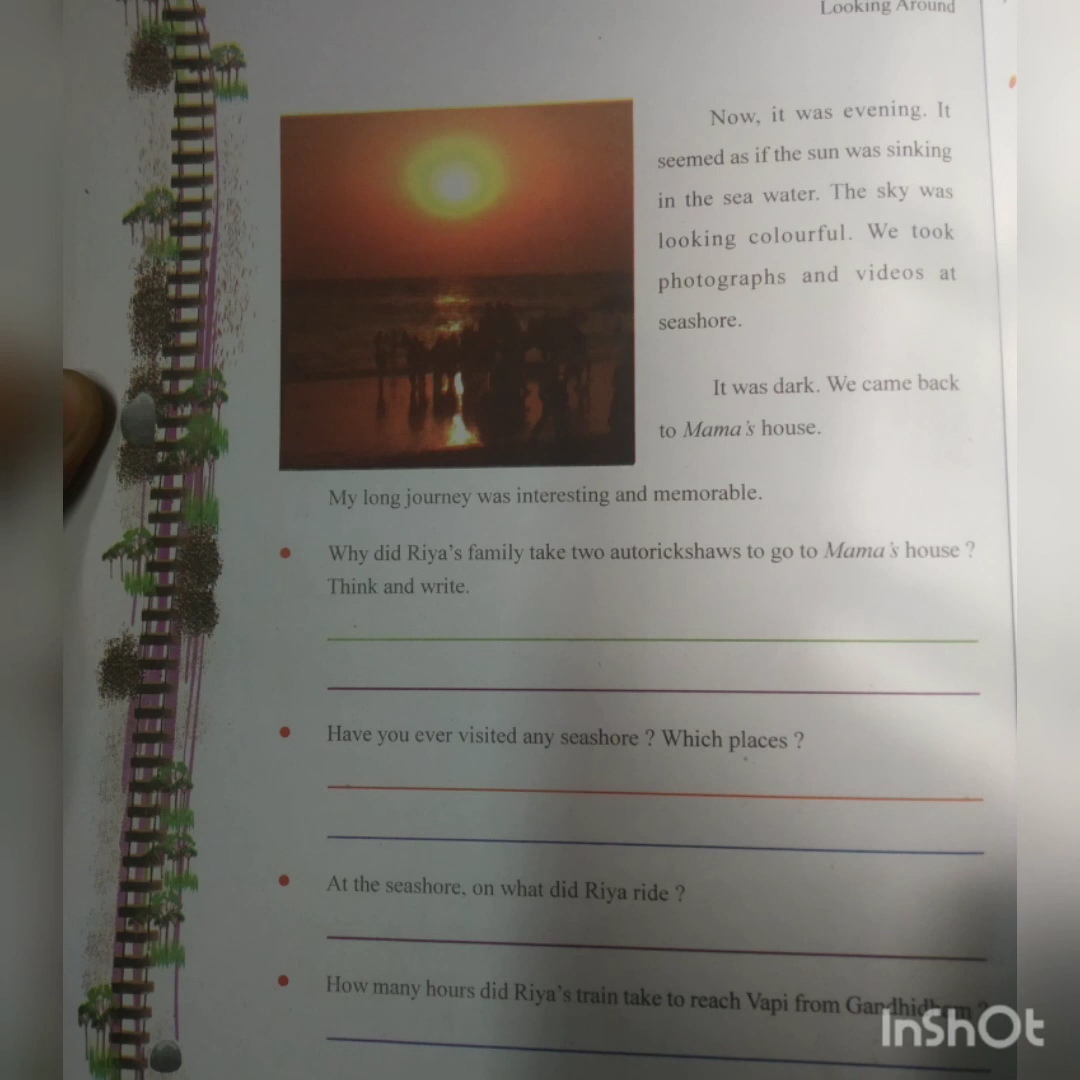 Looking Around
Now, it was evening. It
seemed as if the sun was sinking
in the sea water. The sky was
looking colourful. We took
photographs and videos at
seashore.
It was dark. We came back
to Mama's house.
My long journey was interesting and memorable.
Why did Riya's family take two autorickshaws to go to Mama's house ?
Think and write.
Have you ever visited any seashore ? Which places ?
At the seashore, on what did Riya ride ?
How many hours did Riya's train take to reach Vapi from Gandhidham ?
InShOt